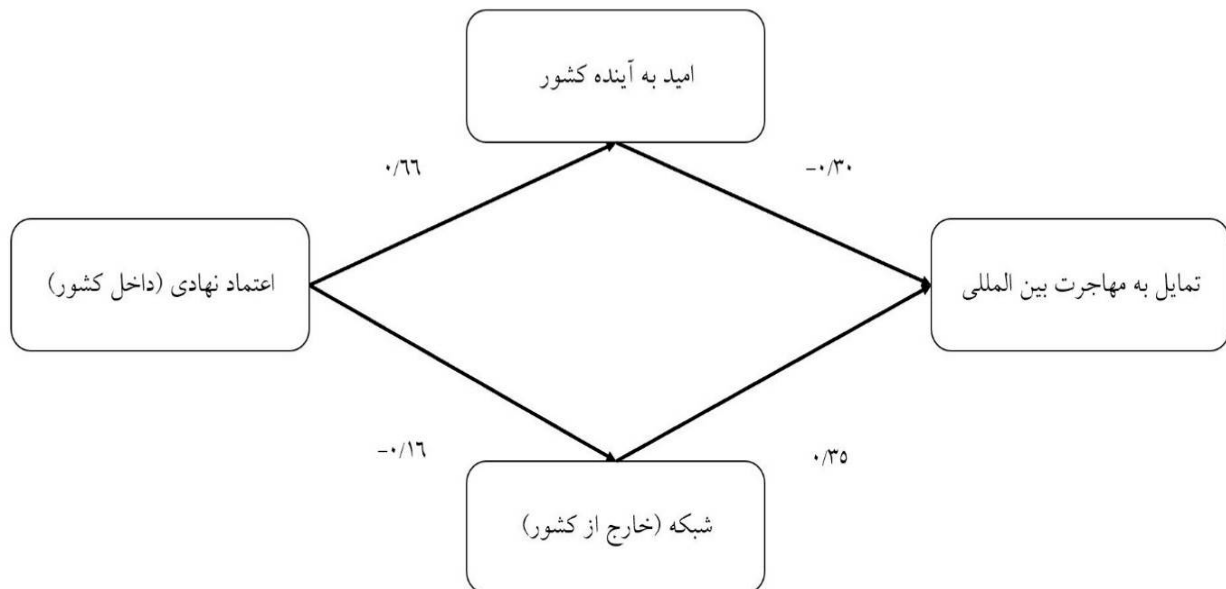 امید به آینده کشور
۰/۶۶
-۰/۳۰
اعتماد نهادی (داخل کشور)
تمایل به مهاجرت بین المللی
-۰/۱۶
۰/۳۵
شبکه (خارج از کشور)